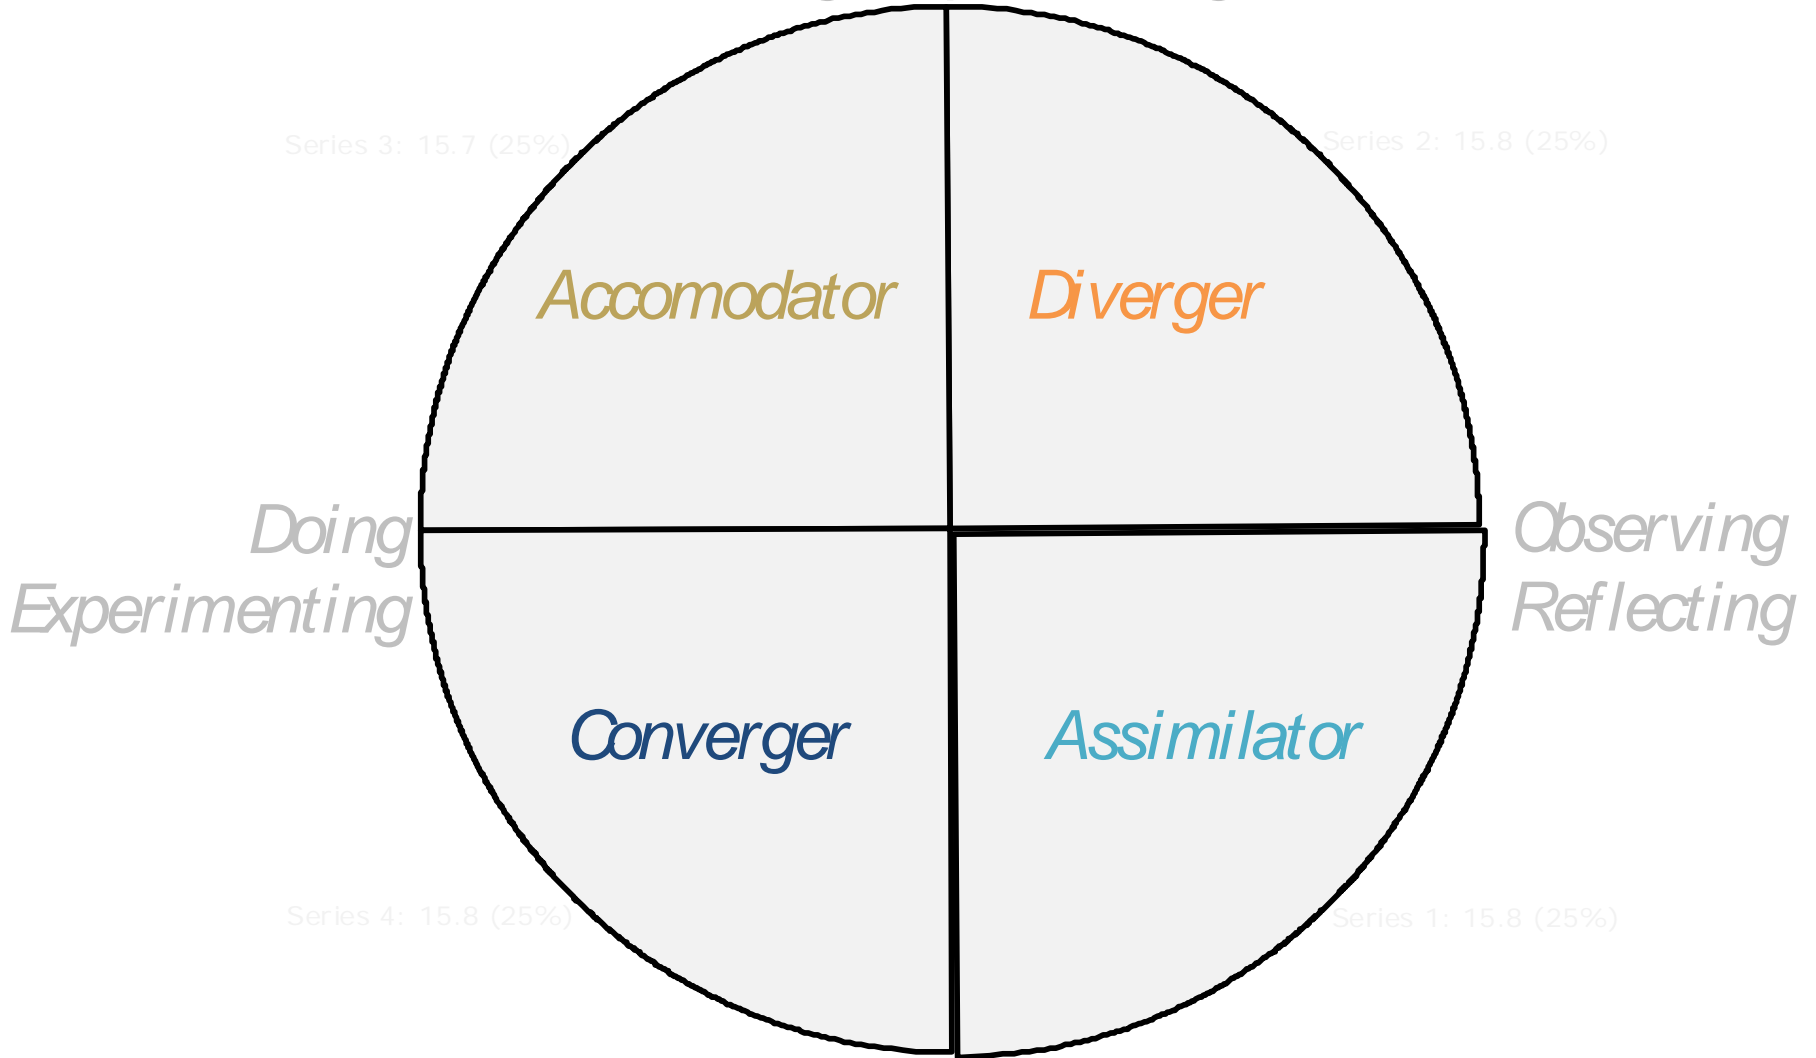 Series 3: 15.7 (25%)
Series 2: 15.8 (25%)
Accomodator
Diverger
Doing
Experimenting
Observing
Reflecting
Converger
Assimilator
Series 4: 15.8 (25%)
Series 1: 15.8 (25%)